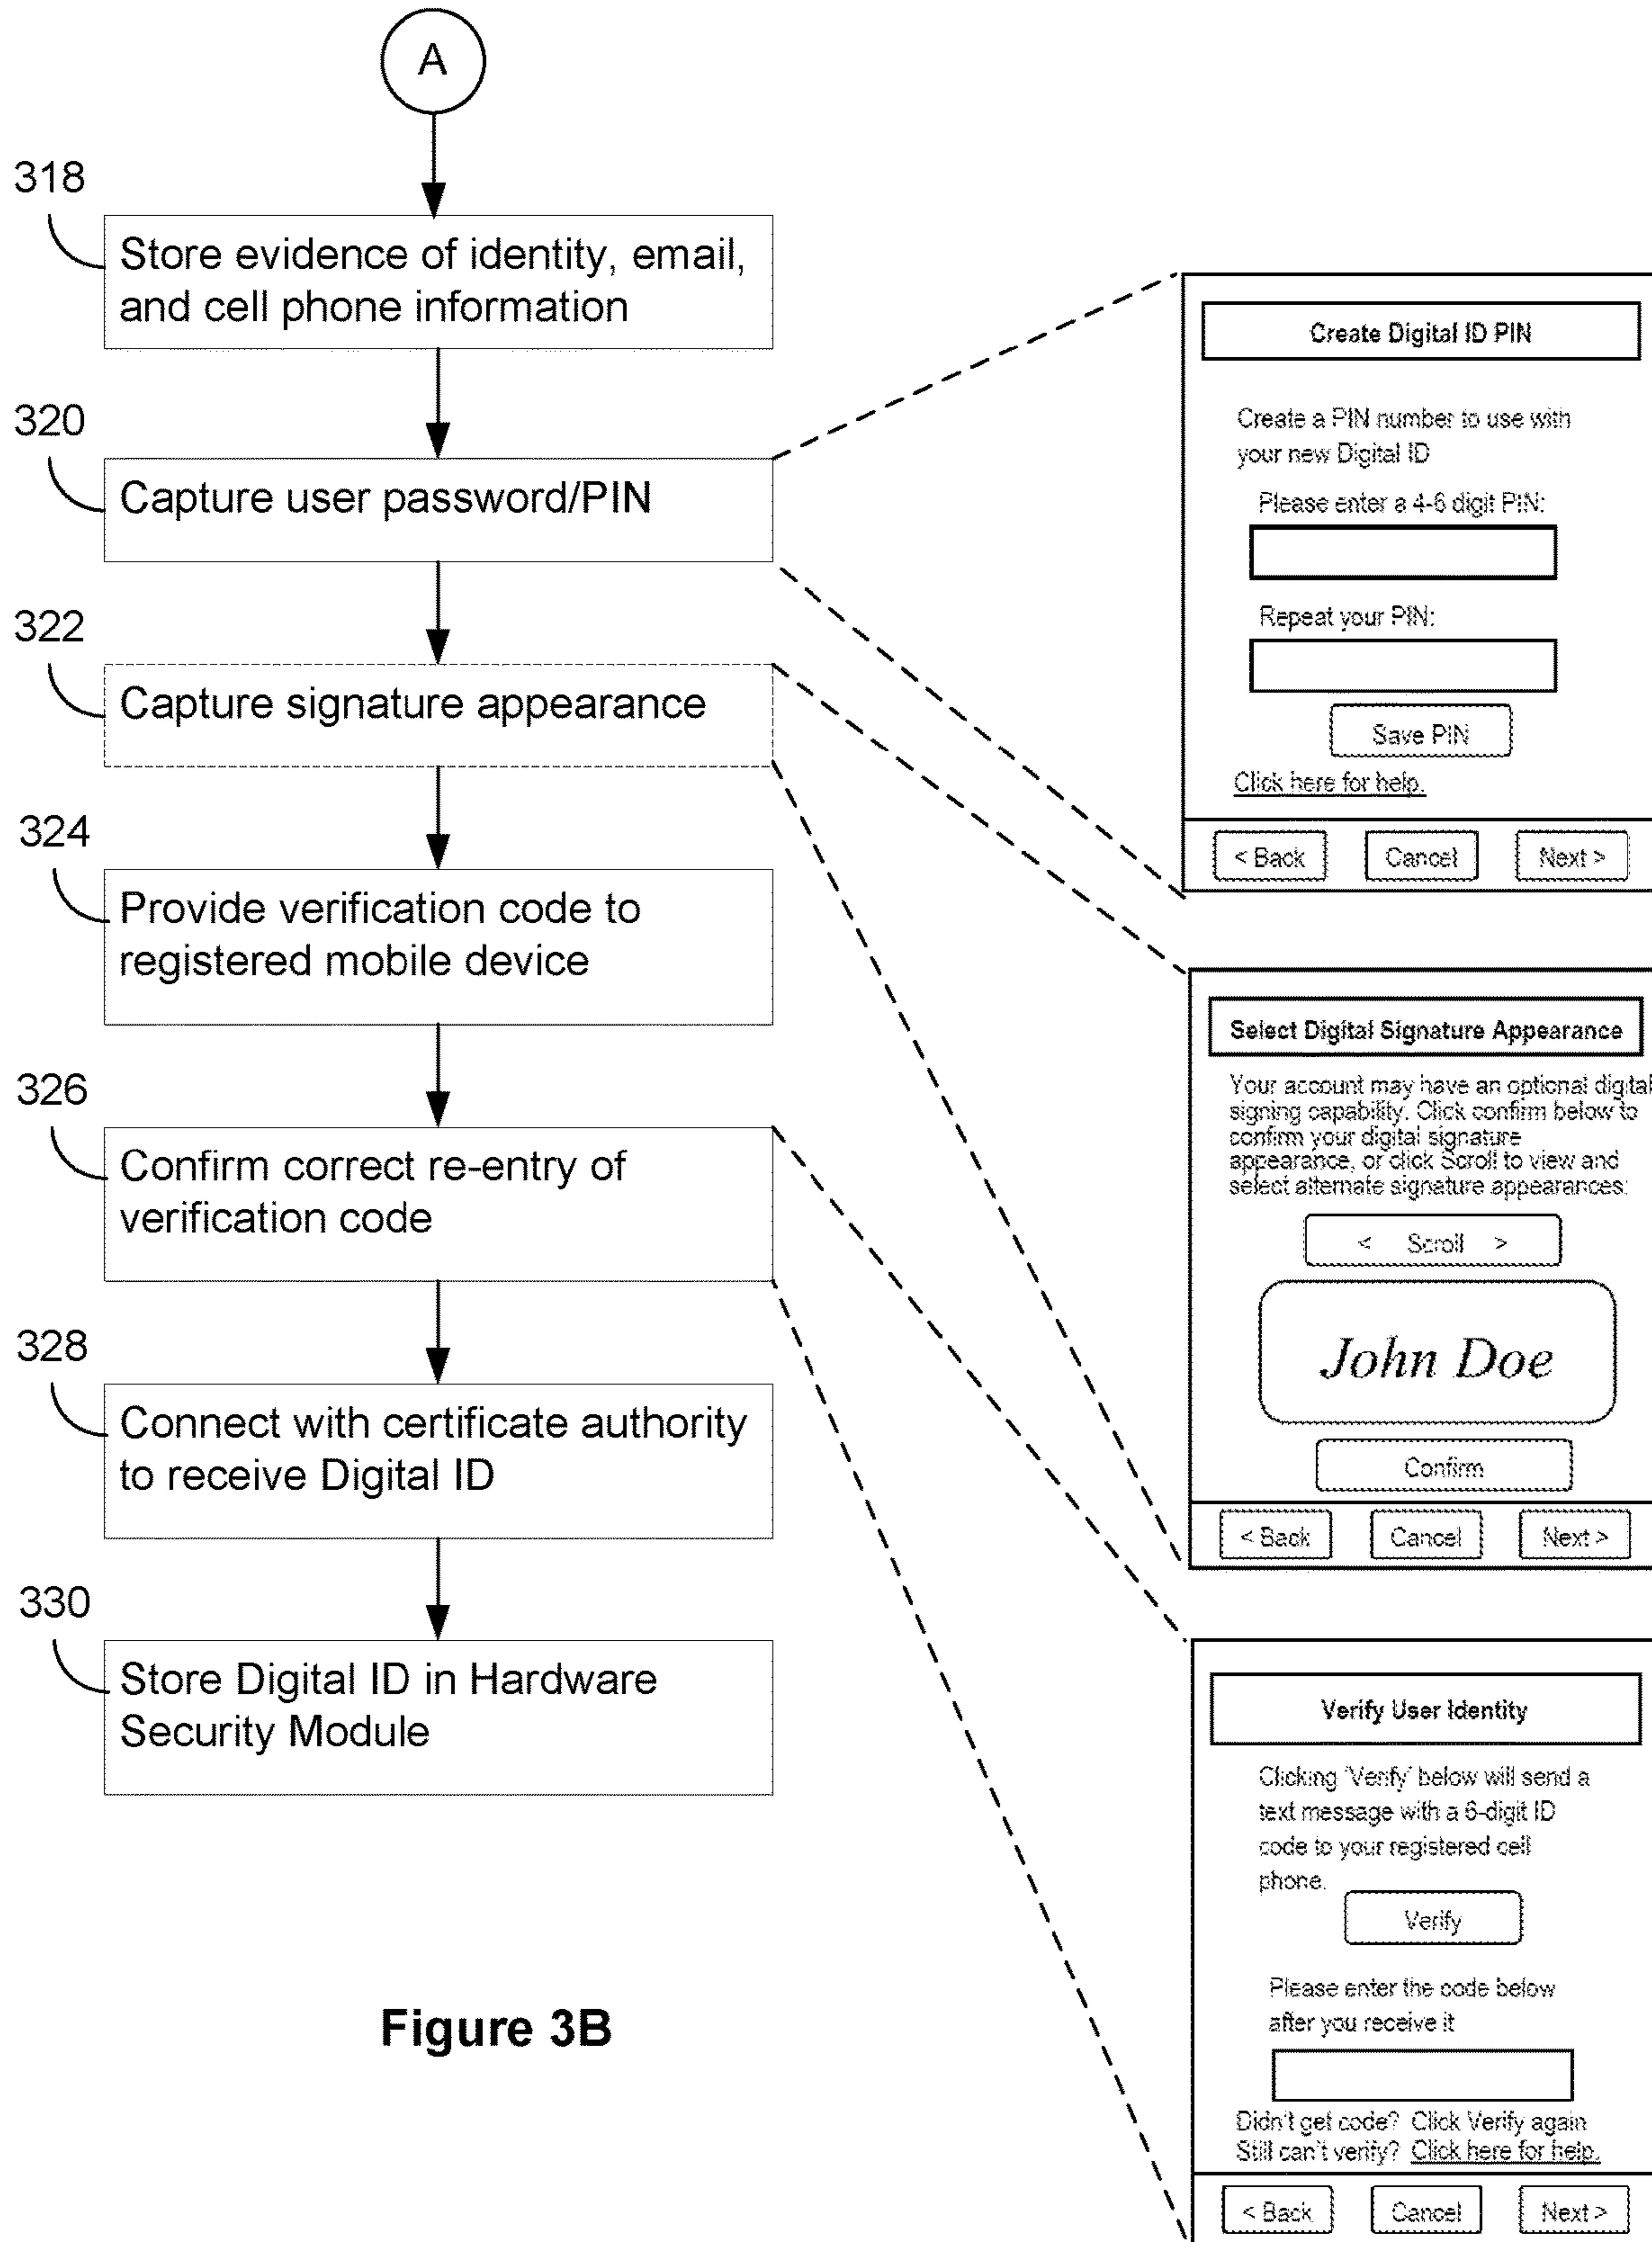 A
318
Store evidence of identity, email,
and cell phone information
320
Capture user password/PIN
322
Capture signature appearance
324
Provide verification code to
registered mobile device
326
Confirm correct re-entry of
verification code
328
Connect with certificate authority
to receive Digital ID
330
Store Digital ID in Hardware
Security Module
Figure 3B
Create Digital ID PIN
Create a PIN number to use with
your new Digital ID
Please enter a 4-6 digit PIN:
Repeat your PIN:
Save PIN
Click here for help.
< Back Cancel Next >
Select Digital Signature Appearance
Your account may have an optional digital
signing capability. Click confirm below to
confirm your digital signature
appearance, or click Scroll to view and
select alternate signature appearances:
< Scroll >
John Doe
Confirm
< Back Cancel Next >
Verify User Identity
Clicking 'Verify' below will send a
text message with a 6-digit ID
code to your registered cell
phone.
Verify
Please enter the code below
after you receive it
Didn't get code? Click Verify again
Still can't verify? Click here for help.
< Back Cancel Next >